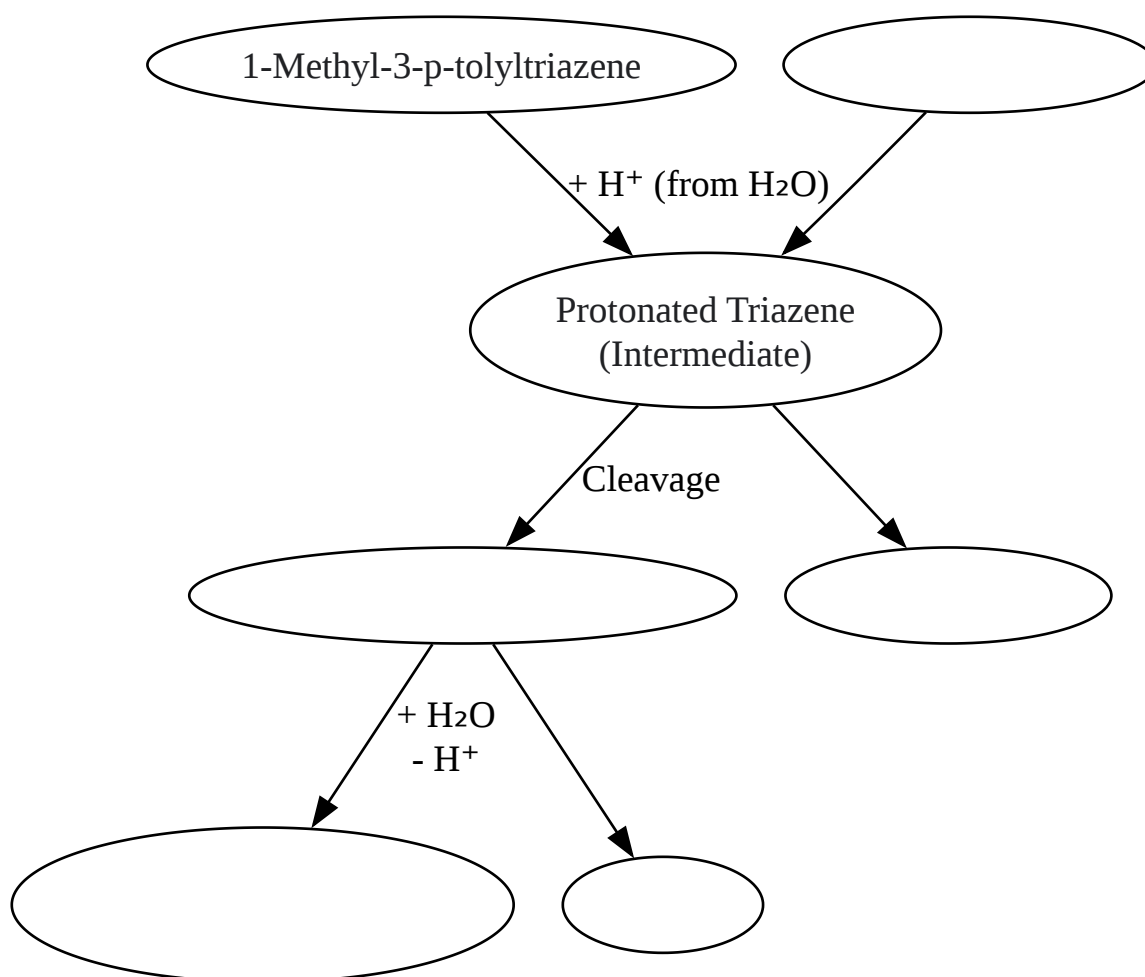 1-Methyl-3-p-tolyltriazene
+ H⁺ (from H₂O)
Protonated Triazene
(Intermediate)
Cleavage
+ H₂O
- H⁺